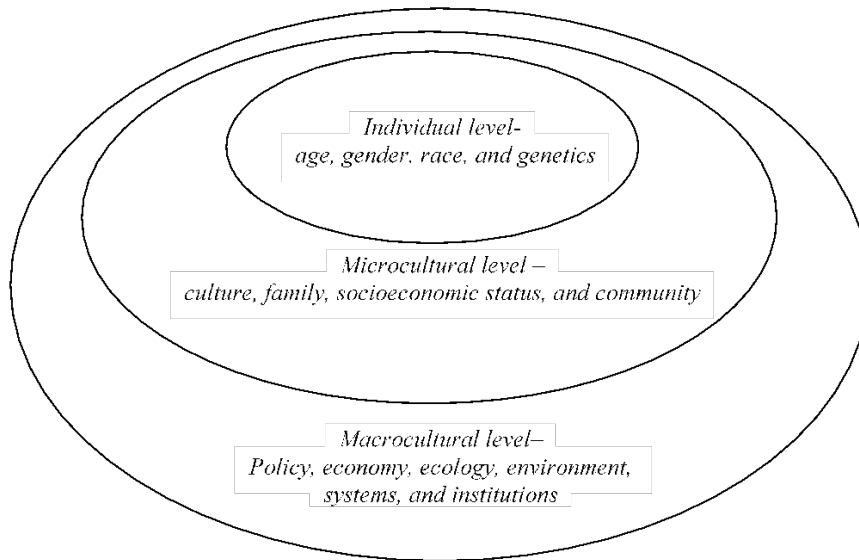 Individual level-
age, gender. race, and genetics
Microcultural level –
culture, family, socioeconomic status, and community
Macrocultural level–
Policy, economy, ecology, environment,
systems, and institutions